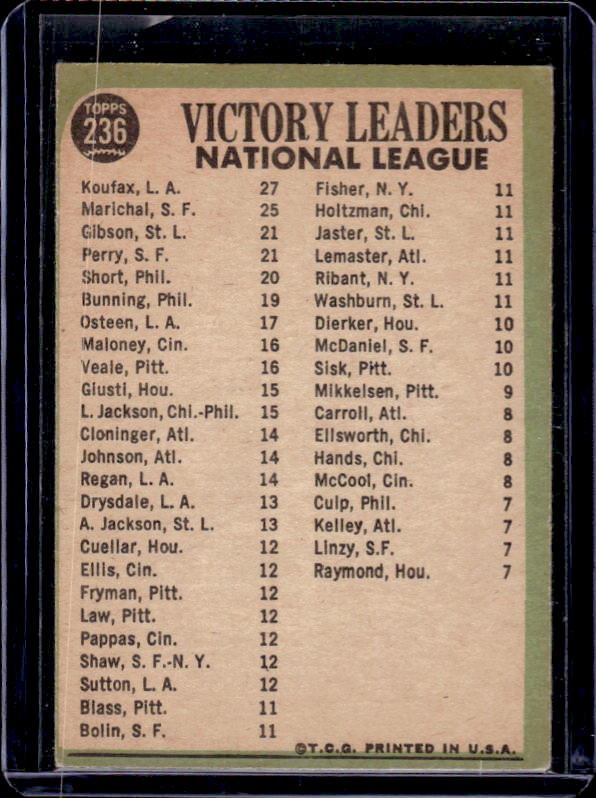 TOPPS
236
VICTORY LEADERS
NATIONAL LEAGUE
Koufax, L. A. 27
Marichal, S. F. 25
Gibson, St. L. 21
Perry, S. F. 21
Short, Phil. 20
Bunning, Phil. 19
Osteen, L. A. 17
Maloney, Cin. 16
Veale, Pitt. 16
Giusti, Hou. 15
L. Jackson, Chi.-Phil. 15
Cloninger, Atl. 14
Johnson, Atl. 14
Regan, L. A. 14
Drysdale, L. A. 13
A. Jackson, St. L. 13
Cuellar, Hou. 12
Ellis, Cin. 12
Fryman, Pitt. 12
Law, Pitt. 12
Pappas, Cin. 12
Shaw, S. F.-N. Y. 12
Sutton, L. A. 12
Blass, Pitt. 11
Bolin, S. F. 11
Fisher, N. Y. 11
Holtzman, Chi. 11
Jaster, St. L. 11
Lemaster, Atl. 11
Ribant, N. Y. 11
Washburn, St. L. 11
Dierker, Hou. 10
McDaniel, S. F. 10
Sisk, Pitt. 10
Mikkelsen, Pitt. 9
Carroll, Atl. 8
Ellsworth, Chi. 8
Hands, Chi. 8
McCool, Cin. 8
Culp, Phil. 7
Kelley, Atl. 7
Linzy, S.F. 7
Raymond, Hou. 7
©T.C.G. PRINTED IN U.S.A.